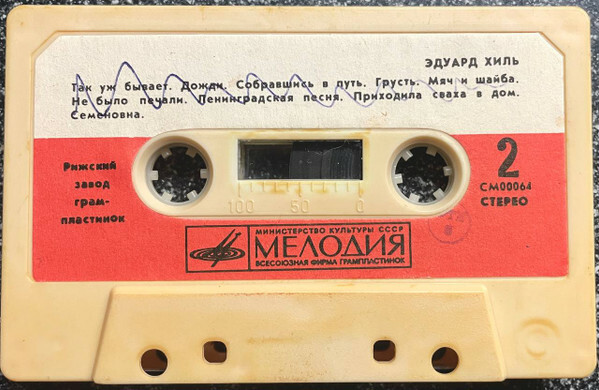 ЭДУАРД ХИЛЬ
Так уж бывает. Дожди. Собравшись в путь. Грусть. Мяч и шайба.
Не было печали. Ленинградская песня. Приходила сваха в дом.
Семеновна.
Рижский
завод
грам-
пластинок
2
СМ00064
СТЕРЕО
100 50 0
МИНИСТЕРСТВО КУЛЬТУРЫ СССР
МЕЛОДИЯ
ВСЕСОЮЗНАЯ ФИРМА ГРАМПЛАСТИНОК